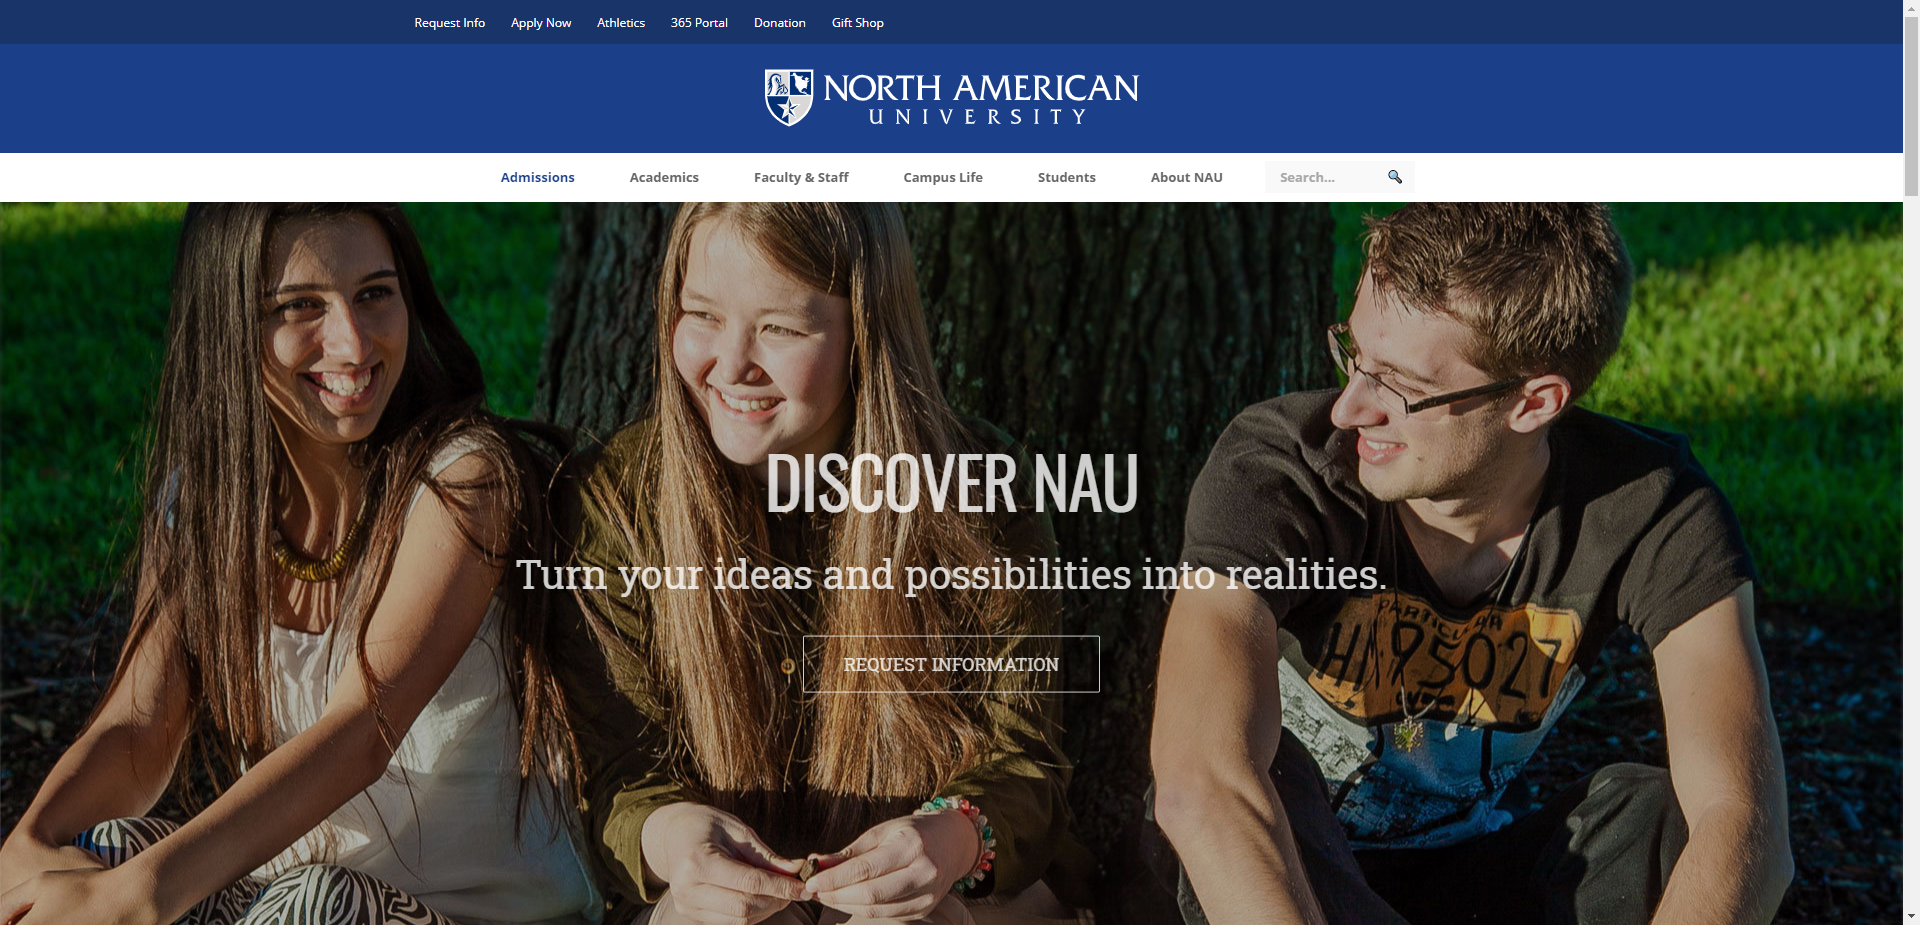 Request Info Apply Now Athletics 365 Portal Donation Gift Shop
NORTH AMERICAN
UNIVERSITY
Admissions Academics Faculty & Staff Campus Life Students About NAU Search...
DISCOVER NAU
Turn your ideas and possibilities into realities.
PARTICULAR
REQUEST INFORMATION